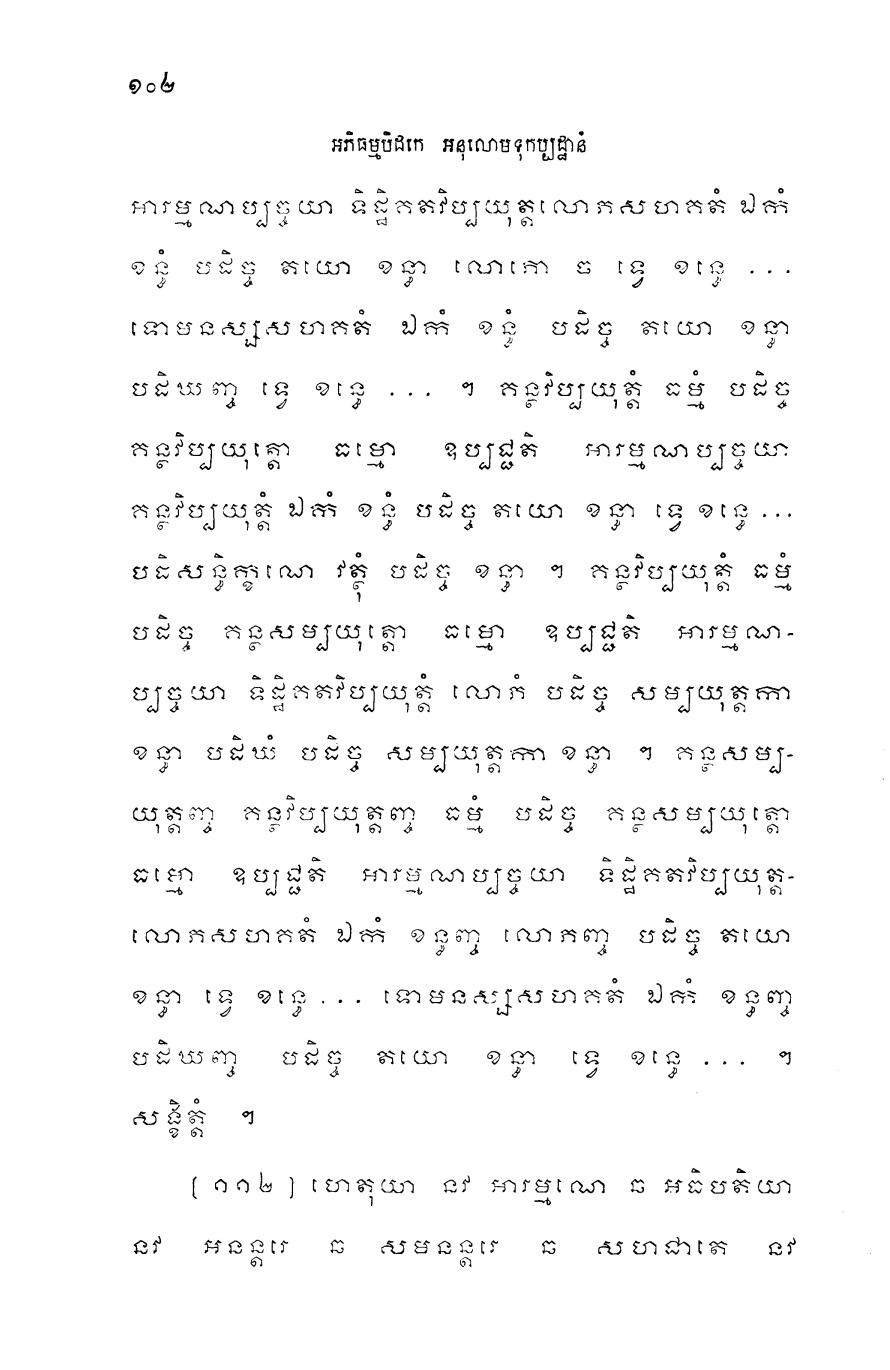 ១០២
អភិធម្មបិដកេ អនុលោមទុកប្បដ្ឋានំ
អារម្មណប្បច្ចយា ទិដ្ឋិគតវិប្បយុត្តលោភសហគតំ ឯកំ
ខន្ធំ បដិច្ច តយោ ខន្ធា លោភោ ច ទ្វេ ខន្ធេ ...
ទោមនស្សសហគតំ ឯកំ ខន្ធំ បដិច្ច តយោ ខន្ធា
បដិឃញ្ច ទ្វេ ខន្ធេ ... ។ គន្ថវិប្បយុត្តំ ធម្មំ បដិច្ច
គន្ថវិប្បយុត្តោ ធម្មោ ឧប្បជ្ជតិ អារម្មណប្បច្ចយា
គន្ថវិប្បយុត្តំ ឯកំ ខន្ធំ បដិច្ច តយោ ខន្ធា ទ្វេ ខន្ធេ ...
បដិសន្ធិក្ខណេ វត្ថុំ បដិច្ច ខន្ធា ។ គន្ថវិប្បយុត្តំ ធម្មំ
បដិច្ច គន្ថសម្បយុត្តោ ធម្មោ ឧប្បជ្ជតិ អារម្មណ-
ប្បច្ចយា ទិដ្ឋិគតវិប្បយុត្តំ លោភំ បដិច្ច សម្បយុត្តកា
ខន្ធា បដិឃំ បដិច្ច សម្បយុត្តកា ខន្ធា ។ គន្ថសម្ប-
យុត្តញ្ច គន្ថវិប្បយុត្តញ្ច ធម្មំ បដិច្ច គន្ថសម្បយុត្តោ
ធម្មោ ឧប្បជ្ជតិ អារម្មណប្បច្ចយា ទិដ្ឋិគតវិប្បយុត្ត-
លោភសហគតំ ឯកំ ខន្ធញ្ច លោភញ្ច បដិច្ច តយោ
ខន្ធា ទ្វេ ខន្ធេ ... ទោមនស្សសហគតំ ឯកំ ខន្ធញ្ច
បដិឃញ្ច បដិច្ច តយោ ខន្ធា ទ្វេ ខន្ធេ ... ។
សង្ខិត្តំ ។
[ ១១២ ] ហេតុយា នវ អារម្មណេ ឆ អធិបតិយា
នវ អនន្តរេ ឆ សមនន្តរេ ឆ សហជាតេ នវ